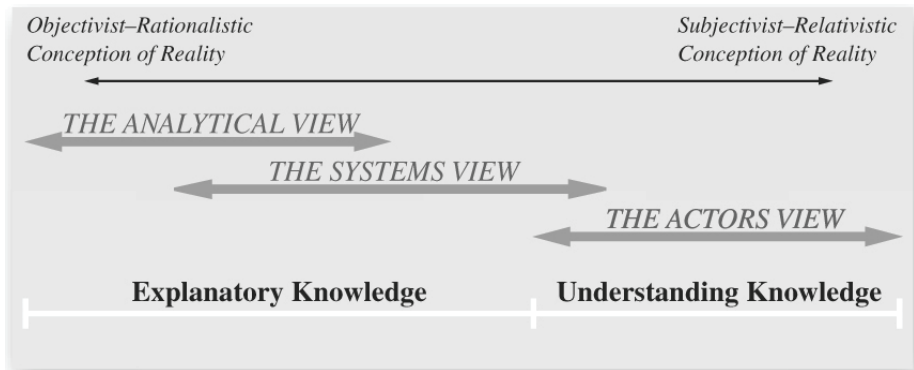 Objectivist–Rationalistic
Conception of Reality
Subjectivist–Relativistic
Conception of Reality
THE ANALYTICAL VIEW
THE SYSTEMS VIEW
THE ACTORS VIEW
Explanatory Knowledge
Understanding Knowledge